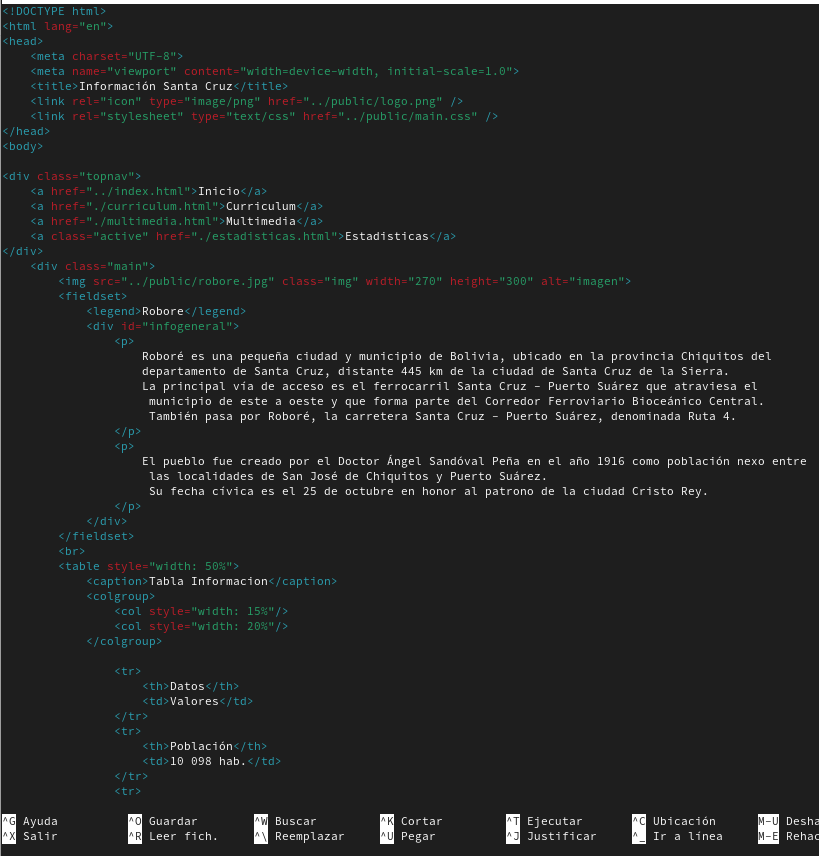 <!DOCTYPE html>
<html lang="en">
<head>
    <meta charset="UTF-8">
    <meta name="viewport" content="width=device-width, initial-scale=1.0">
    <title>Información Santa Cruz</title>
    <link rel="icon" type="image/png" href="../public/logo.png" />
    <link rel="stylesheet" type="text/css" href="../public/main.css" />
</head>
<body>

<div class="topnav">
    <a href="../index.html">Inicio</a>
    <a href="./curriculum.html">Curriculum</a>
    <a href="./multimedia.html">Multimedia</a>
    <a class="active" href="./estadisticas.html">Estadisticas</a>
</div>
    <div class="main">
        <img src="../public/robore.jpg" class="img" width="270" height="300" alt="imagen">
        <fieldset>
            <legend>Robore</legend>
            <div id="infogeneral">
                <p>
                    Roboré es una pequeña ciudad y municipio de Bolivia, ubicado en la provincia Chiquitos del
                    departamento de Santa Cruz, distante 445 km de la ciudad de Santa Cruz de la Sierra.
                    La principal vía de acceso es el ferrocarril Santa Cruz - Puerto Suárez que atraviesa el
                     municipio de este a oeste y que forma parte del Corredor Ferroviario Bioceánico Central.
                     También pasa por Roboré, la carretera Santa Cruz - Puerto Suárez, denominada Ruta 4.
                </p>
                <p>
                    El pueblo fue creado por el Doctor Ángel Sandóval Peña en el año 1916 como población nexo entre
                     las localidades de San José de Chiquitos y Puerto Suárez.
                     Su fecha cívica es el 25 de octubre en honor al patrono de la ciudad Cristo Rey.
                </p>
            </div>
        </fieldset>
        <br>
        <table style="width: 50%">
            <caption>Tabla Informacion</caption>
            <colgroup>
                <col style="width: 15%"/>
                <col style="width: 20%"/>
            </colgroup>

                <tr>
                    <th>Datos</th>
                    <td>Valores</td>
                </tr>
                <tr>
                    <th>Población</th>
                    <td>10 098 hab.</td>
                </tr>
                <tr>

^G Ayuda ^O Guardar ^W Buscar ^K Cortar ^T Ejecutar ^C Ubicación M-U Desha
^X Salir ^R Leer fich. ^\ Reemplazar ^U Pegar ^J Justificar ^_ Ir a línea M-E Rehac